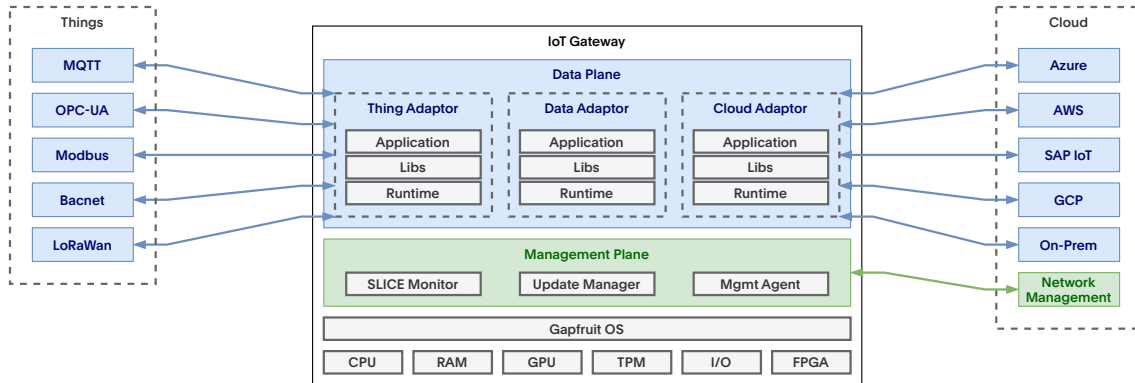 Things
MQTT
OPC-UA
Modbus
Bacnet
LoRaWan
IoT Gateway
Data Plane
Thing Adaptor
Application
Libs
Runtime
Data Adaptor
Application
Libs
Runtime
Cloud Adaptor
Application
Libs
Runtime
Management Plane
SLICE Monitor
Update Manager
Mgmt Agent
Gapfruit OS
CPU
RAM
GPU
TPM
I/O
FPGA
Cloud
Azure
AWS
SAP IoT
GCP
On-Prem
Network
Management